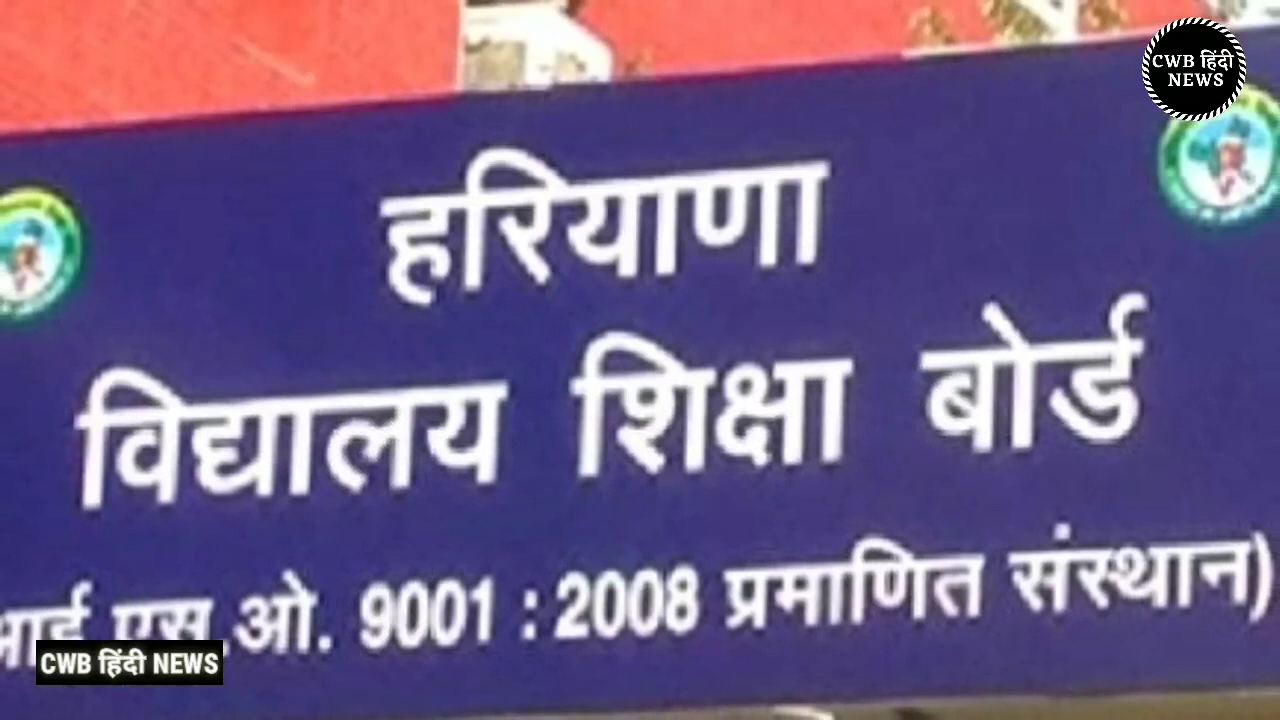 CWB हिंदी
NEWS
हरियाणा
विद्यालय शिक्षा बोर्ड
आई एस.ओ. 9001 : 2008 प्रमाणित संस्थान)
CWB हिंदी NEWS